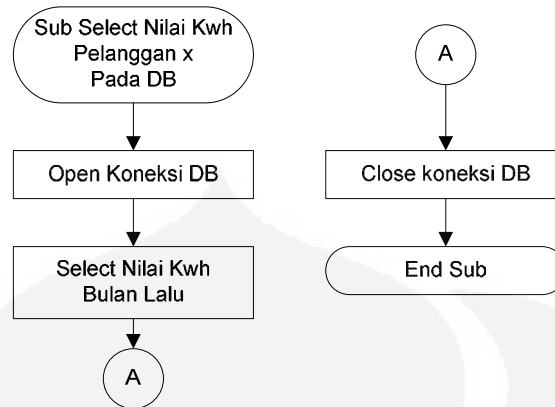 Sub Select Nilai Kwh
Pelanggan x
Pada DB
Open Koneksi DB
Select Nilai Kwh
Bulan Lalu
A
A
Close koneksi DB
End Sub